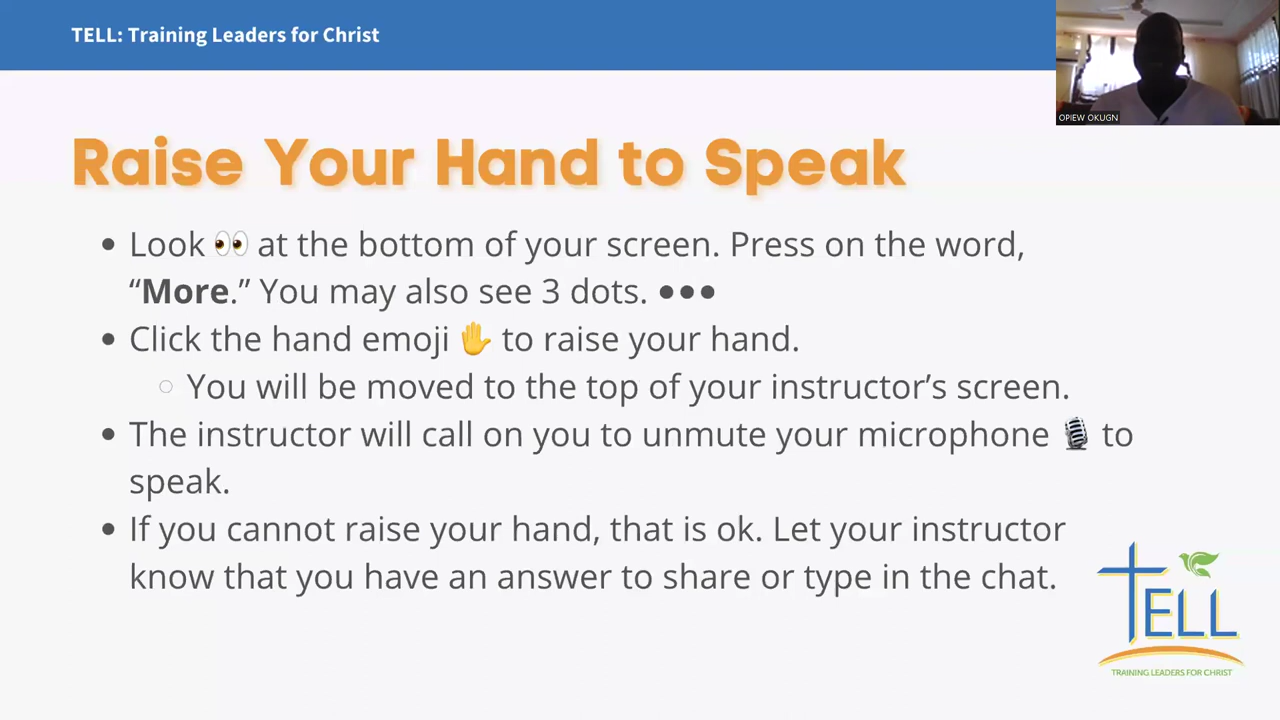 TELL: Training Leaders for Christ
OPIEW OKUGN
Raise Your Hand to Speak
• Look 👀 at the bottom of your screen. Press on the word,
“More.” You may also see 3 dots. •••
• Click the hand emoji ✋ to raise your hand.
○ You will be moved to the top of your instructor’s screen.
• The instructor will call on you to unmute your microphone 🎙 to
speak.
• If you cannot raise your hand, that is ok. Let your instructor
know that you have an answer to share or type in the chat.
TELL
TRAINING LEADERS FOR CHRIST